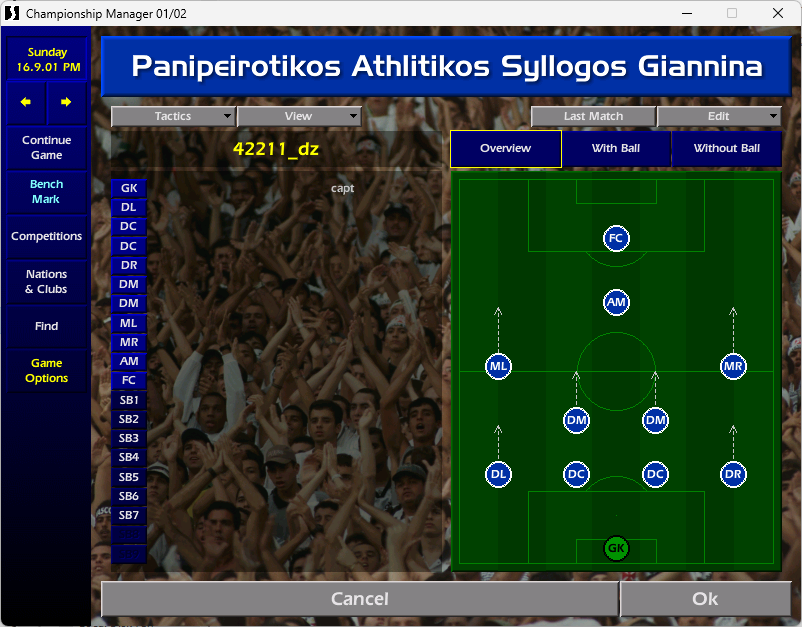 Championship Manager 01/02
Sunday
16.9.01 PM
Continue
Game
Bench
Mark
Competitions
Nations
& Clubs
Find
Game
Options
Panipeirotikos Athlitikos Syllogos Giannina
Tactics
View
Last Match
Edit
42211_dz
Overview
With Ball
Without Ball
GK
capt
DL
DC
DC
DR
DM
DM
ML
MR
AM
FC
SB1
SB2
SB3
SB4
SB5
SB6
SB7
FC
AM
ML
MR
DM
DM
DL
DC
DC
DR
GK
Cancel
Ok